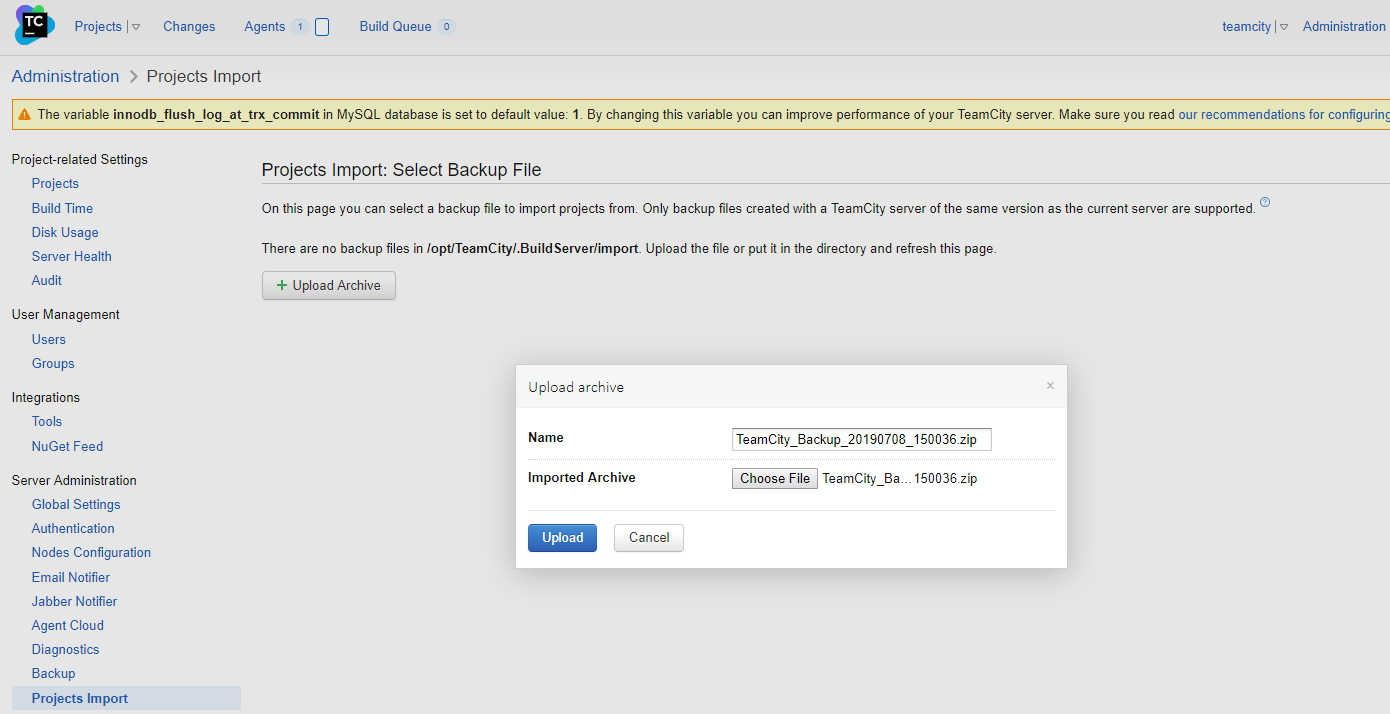 TC
Projects
Changes
Agents 1
Build Queue 0
teamcity
Administration
Administration > Projects Import
The variable innodb_flush_log_at_trx_commit in MySQL database is set to default value: 1. By changing this variable you can improve performance of your TeamCity server. Make sure you read our recommendations for configuring
Project-related Settings
Projects
Build Time
Disk Usage
Server Health
Audit
User Management
Users
Groups
Integrations
Tools
NuGet Feed
Server Administration
Global Settings
Authentication
Nodes Configuration
Email Notifier
Jabber Notifier
Agent Cloud
Diagnostics
Backup
Projects Import
Projects Import: Select Backup File
On this page you can select a backup file to import projects from. Only backup files created with a TeamCity server of the same version as the current server are supported. ?
There are no backup files in /opt/TeamCity/.BuildServer/import. Upload the file or put it in the directory and refresh this page.
+ Upload Archive
Upload archive ×
Name TeamCity_Backup_20190708_150036.zip
Imported Archive Choose File TeamCity_Ba…150036.zip
Upload Cancel